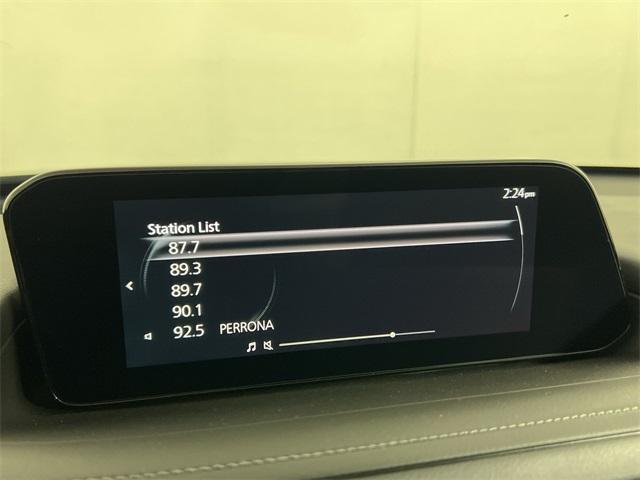 2:24pm
Station List
87.7
89.3
89.7
90.1
92.5 PERRONA